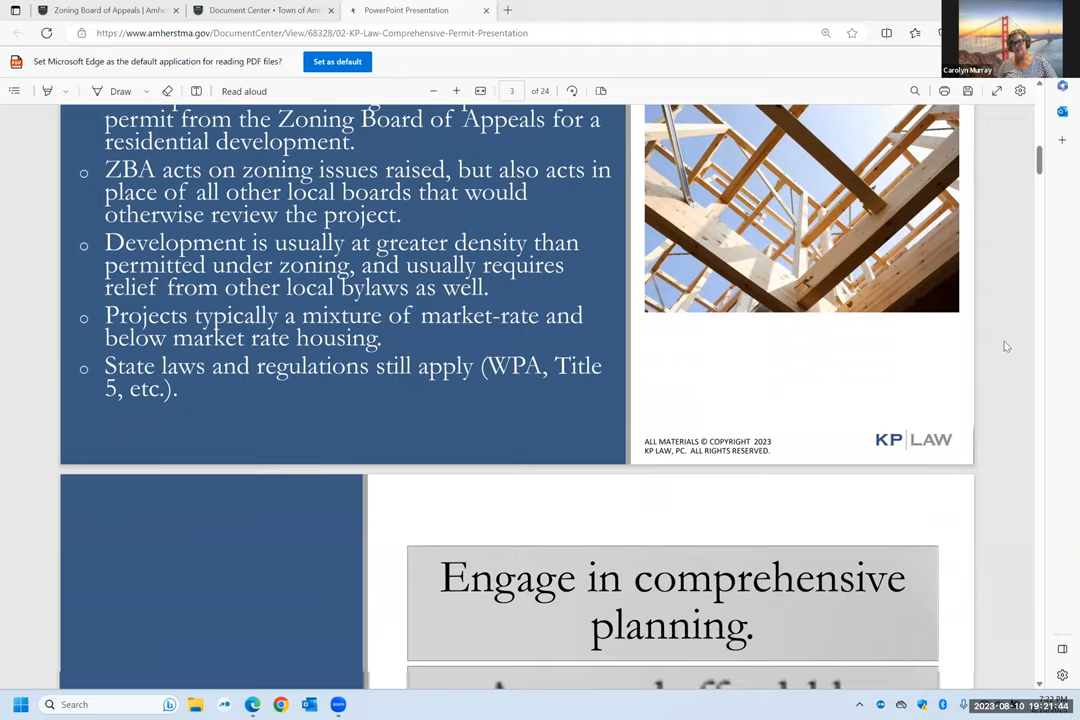 Zoning Board of Appeals | Amhe
Document Center • Town of Am
PowerPoint Presentation
https://www.amherstma.gov/DocumentCenter/View/68328/02-KP-Law-Comprehensive-Permit-Presentation
Set Microsoft Edge as the default application for reading PDF files?
Set as default
Carolyn Murray
Draw
Read aloud
3
of 24
permit from the Zoning Board of Appeals for a
residential development.
ZBA acts on zoning issues raised, but also acts in
place of all other local boards that would
otherwise review the project.
Development is usually at greater density than
permitted under zoning, and usually requires
relief from other local bylaws as well.
Projects typically a mixture of market-rate and
below market rate housing.
State laws and regulations still apply (WPA, Title
5, etc.).
ALL MATERIALS © COPYRIGHT 2023
KP LAW, PC. ALL RIGHTS RESERVED.
KP | LAW
Engage in comprehensive
planning.
Search
7:22 PM
2023-08-10 19:21:44